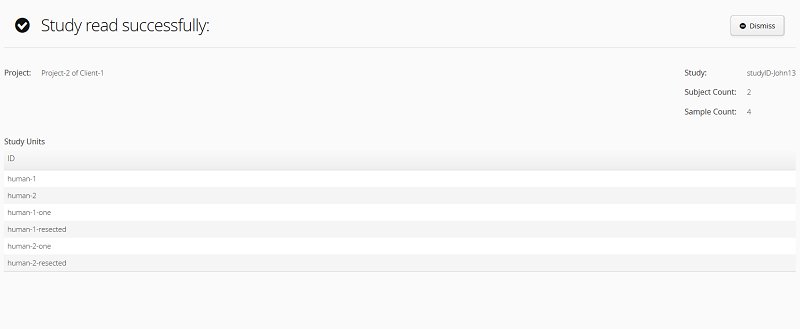 Study read successfully:
Dismiss
Project: Project-2 of Client-1
Study: studyID-John13
Subject Count: 2
Sample Count: 4
Study Units
ID
human-1
human-2
human-1-one
human-1-resected
human-2-one
human-2-resected